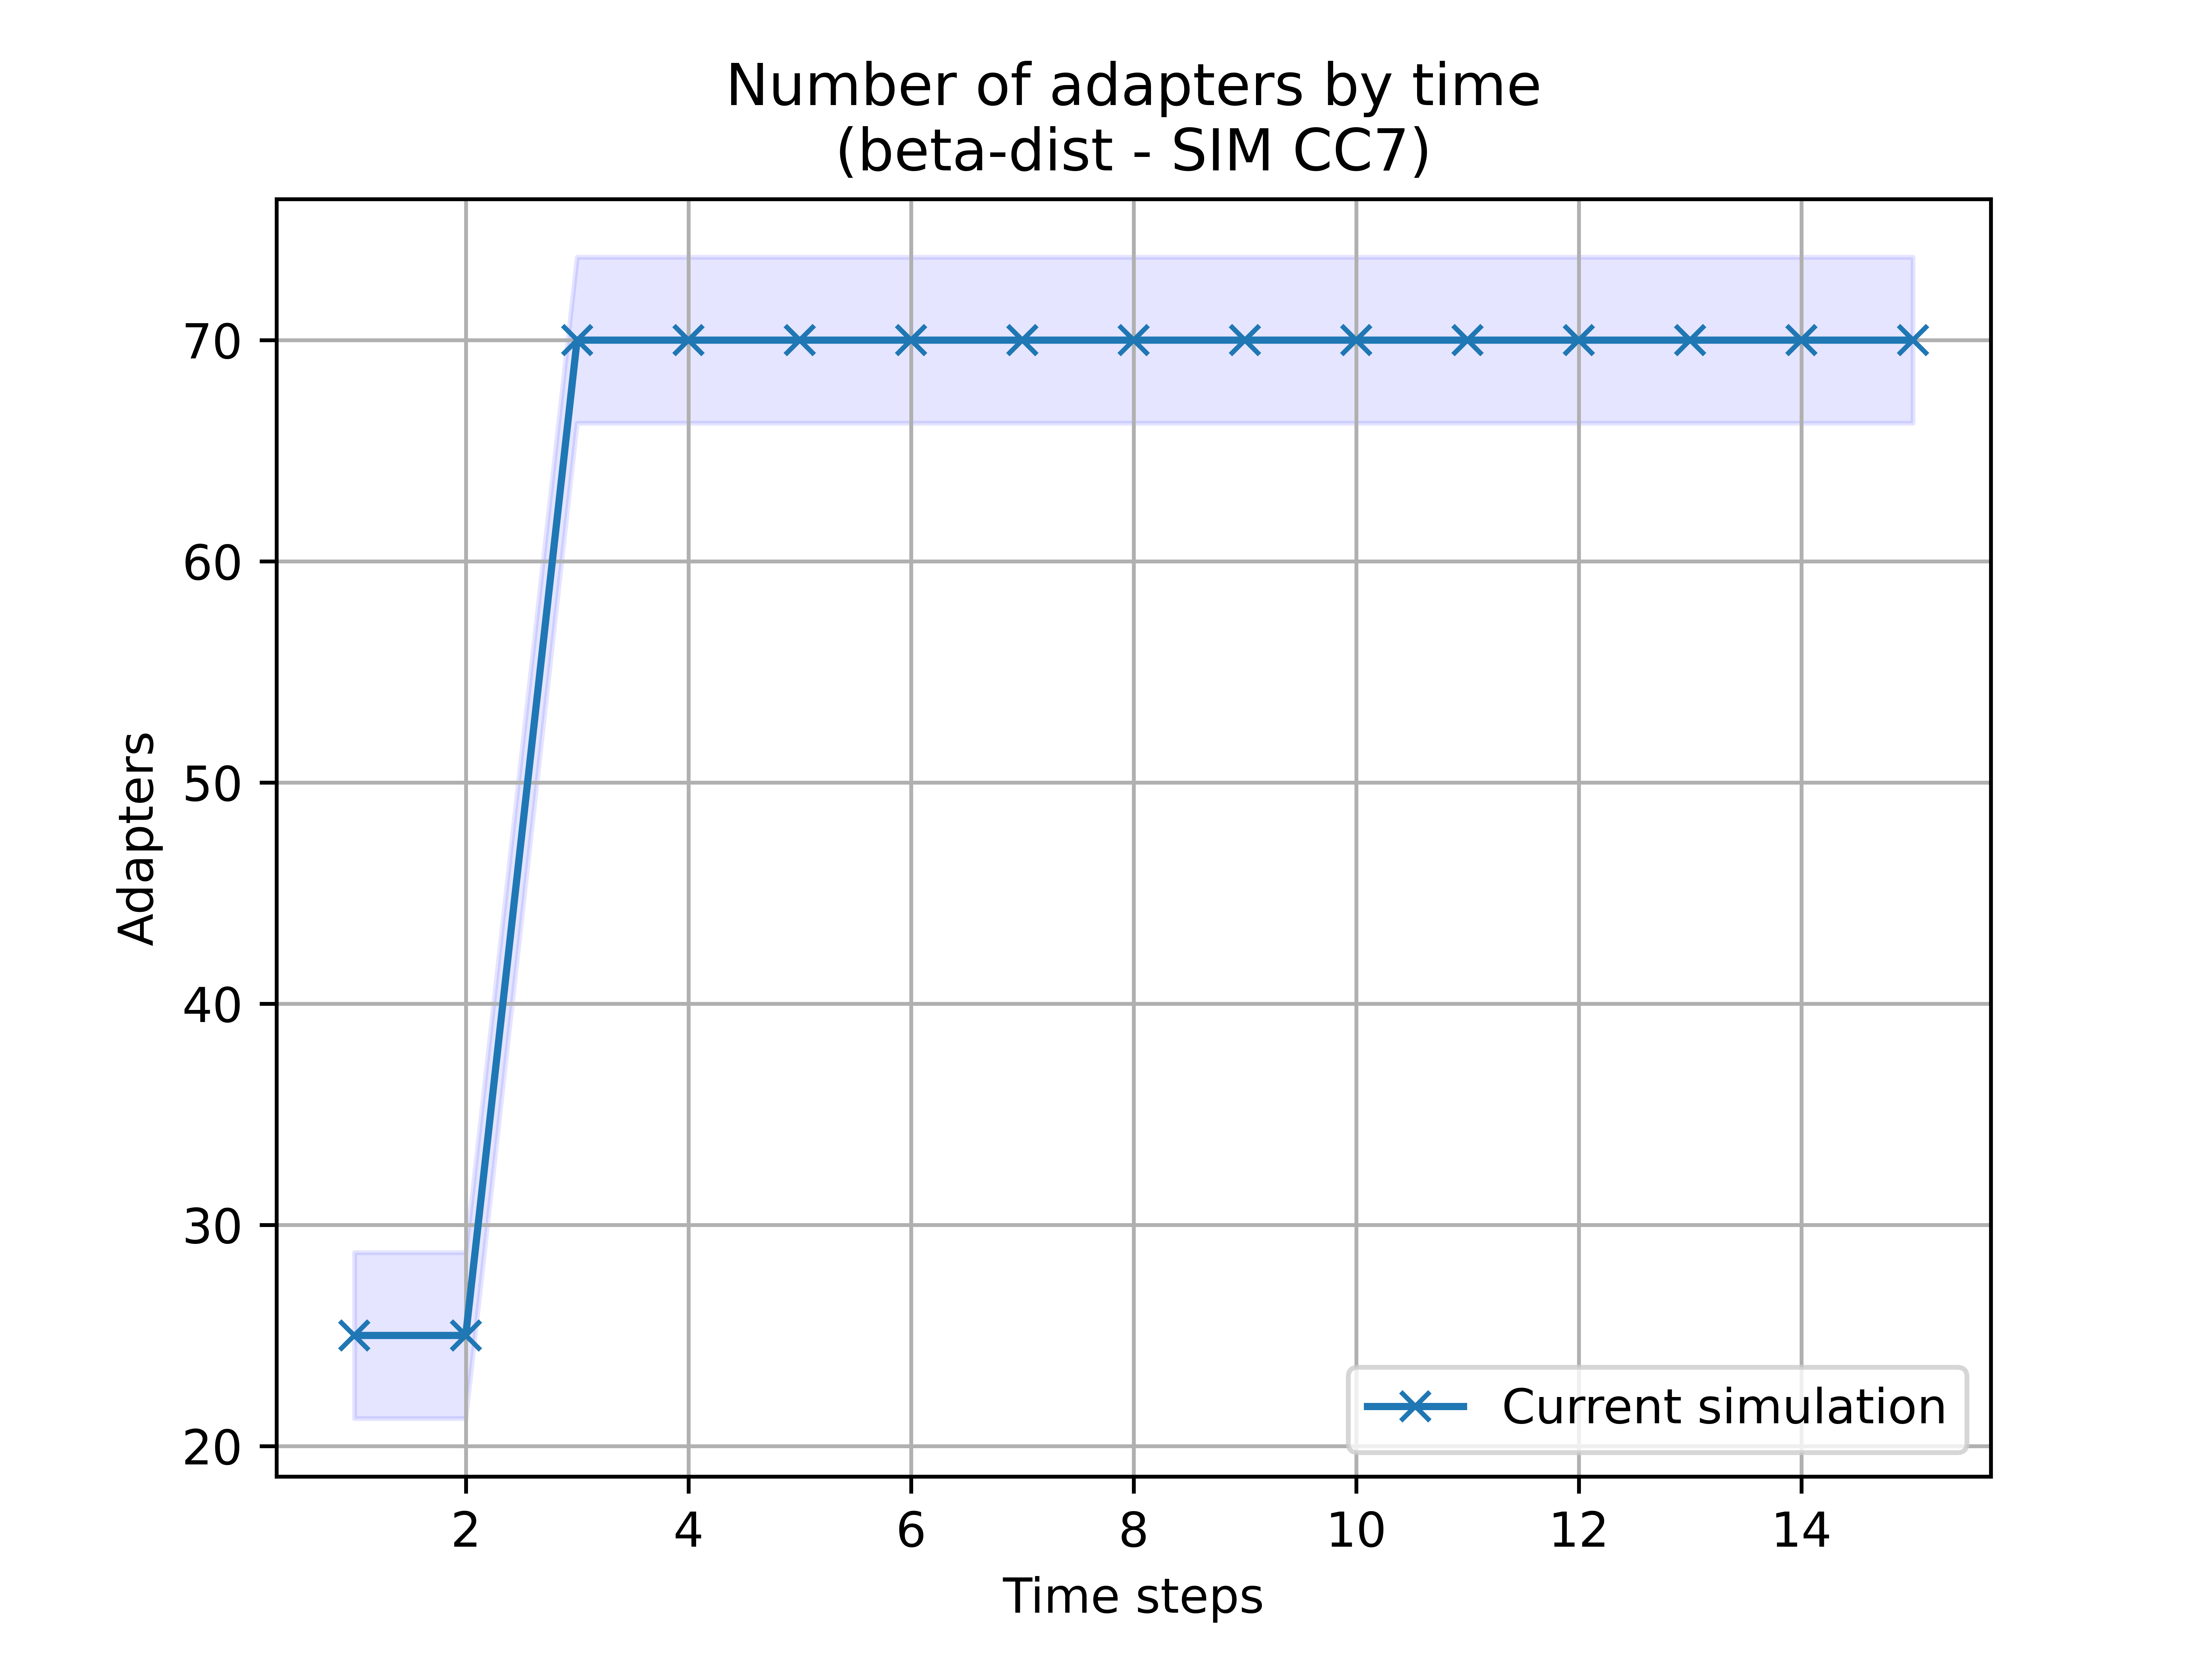 Number of adapters by time
(beta-dist - SIM CC7)
Adapters
70
60
50
40
30
20
2 4 6 8 10 12 14
Time steps
Current simulation